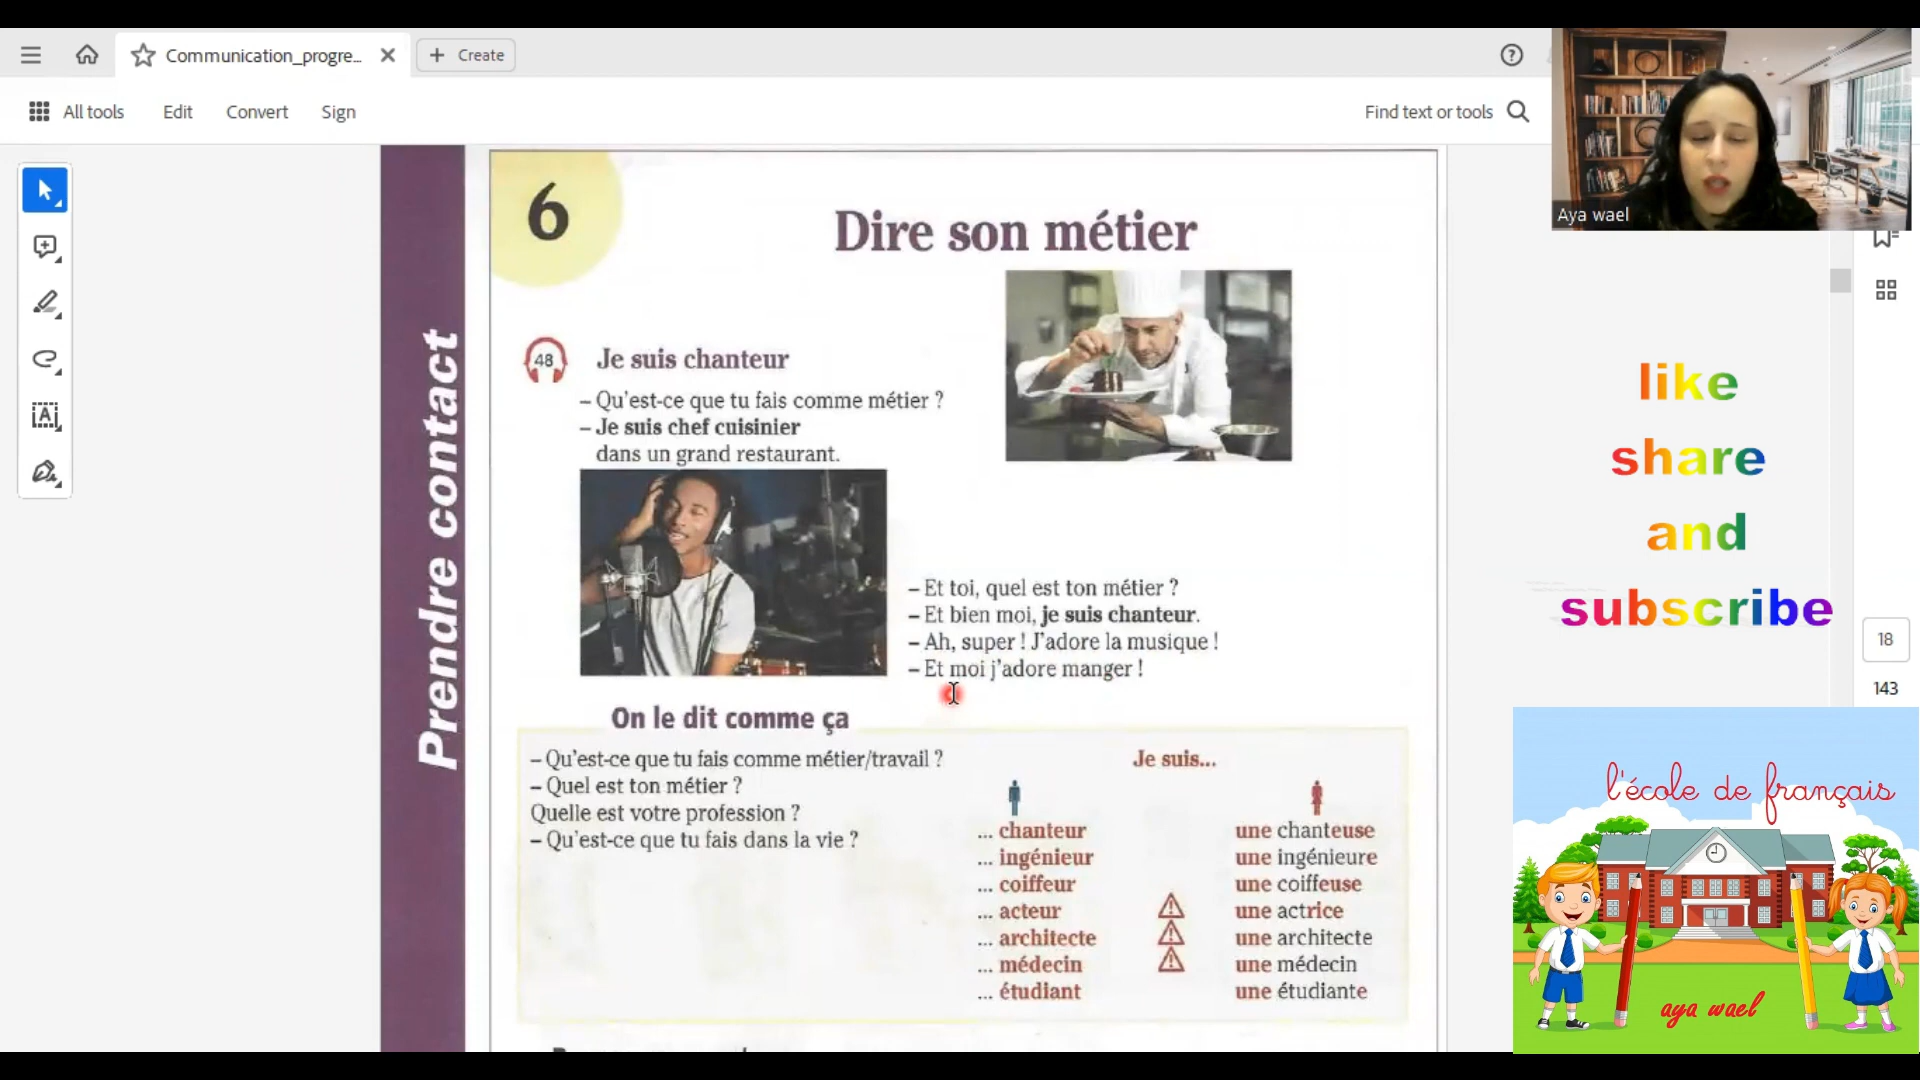 Communication_progre...
Create
All tools
Edit
Convert
Sign
Find text or tools
Aya wael
Prendre contact
6
Dire son métier
48
Je suis chanteur
– Qu'est-ce que tu fais comme métier ?
– Je suis chef cuisinier
dans un grand restaurant.
– Et toi, quel est ton métier ?
– Et bien moi, je suis chanteur.
– Ah, super ! J'adore la musique !
– Et moi j'adore manger !
On le dit comme ça
– Qu'est-ce que tu fais comme métier/travail ?
– Quel est ton métier ?
Quelle est votre profession ?
– Qu'est-ce que tu fais dans la vie ?
Je suis...
... chanteur
une chanteuse
... ingénieur
une ingénieure
... coiffeur
une coiffeuse
... acteur
une actrice
... architecte
une architecte
... médecin
une médecin
... étudiant
une étudiante
like
share
and
subscribe
18
143
l'école de français
aya wael